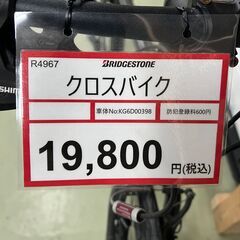 R4967 BRIDGESTONE
クロスバイク
車体No:KG6D00398 防犯登録料600円
19,800 円(税込)